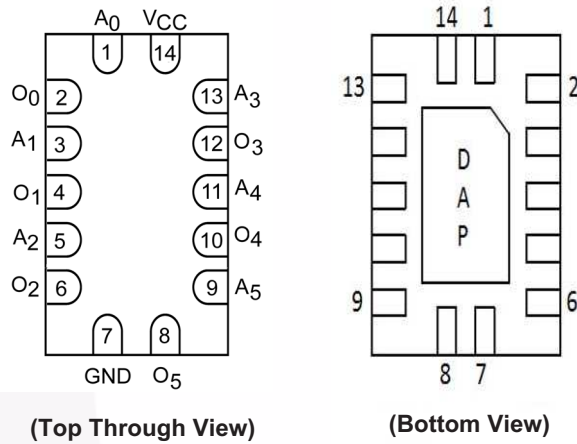 A0 VCC
1 14
O0 2
A1 3
O1 4
A2 5
O2 6
13 A3
12 O3
11 A4
10 O4
9 A5
7 8
GND O5
(Top Through View)
14 1
13 2
D
A
P
9 6
8 7
(Bottom View)